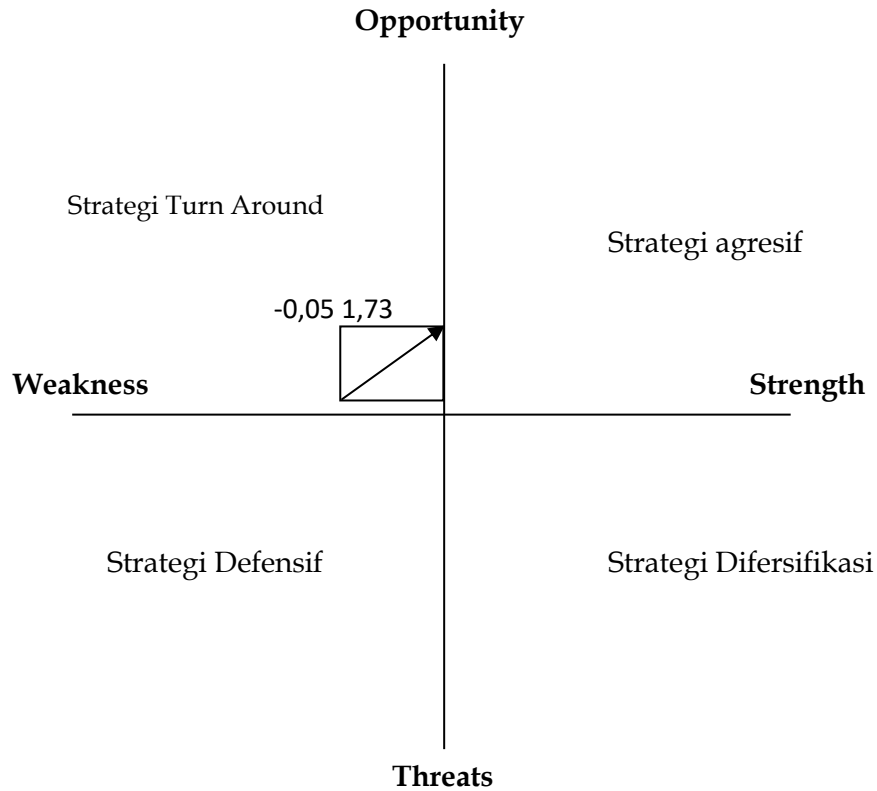 Opportunity
Strategi Turn Around
Strategi agresif
-0,05 1,73
Weakness
Strength
Strategi Defensif
Strategi Difersifikasi
Threats